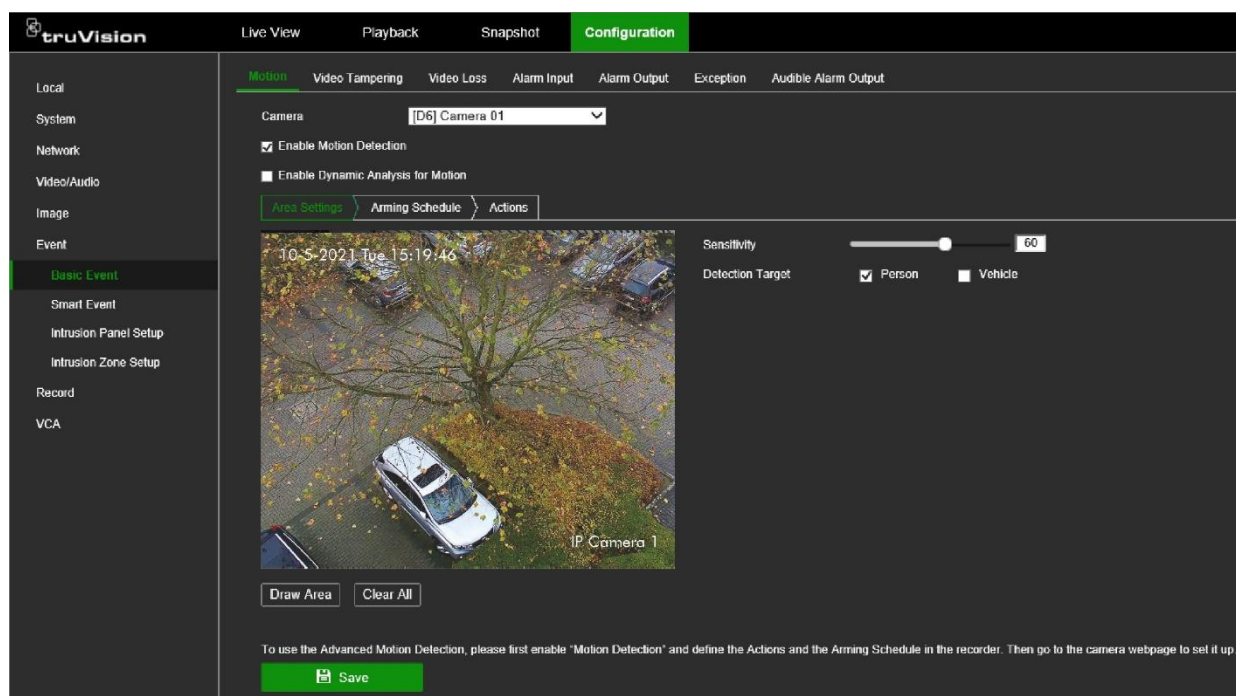 truVision
Live View Playback Snapshot Configuration
Local
System
Network
Video/Audio
Image
Event
Basic Event
Smart Event
Intrusion Panel Setup
Intrusion Zone Setup
Record
VCA
Motion Video Tampering Video Loss Alarm Input Alarm Output Exception Audible Alarm Output
Camera [D6] Camera 01
Enable Motion Detection
Enable Dynamic Analysis for Motion
Area Settings Arming Schedule Actions
10-5-2021 Tue 15:19:46
IP Camera 1
Sensitivity 60
Detection Target Person Vehicle
Draw Area Clear All
To use the Advanced Motion Detection, please first enable "Motion Detection" and define the Actions and the Arming Schedule in the recorder. Then go to the camera webpage to set it up.
Save